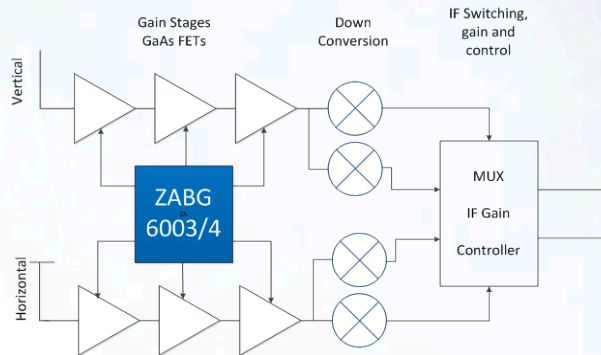 Gain Stages
GaAs FETs
Down
Conversion
IF Switching,
gain and
control
Vertical
ZABG
ZA
6003/4
MUX
IF Gain
Controller
Horizontal